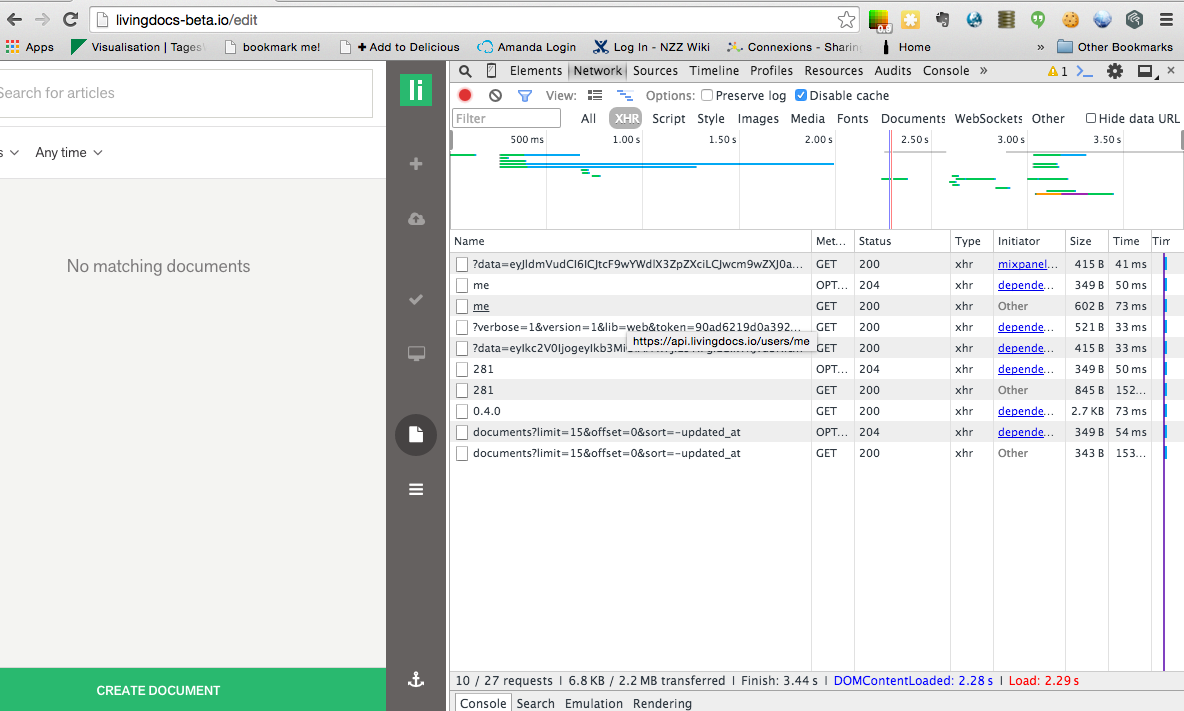 livingdocs-beta.io/edit
Apps Visualisation | Tages bookmark me! + Add to Delicious Amanda Login Log In - NZZ Wiki Connexions - Sharin Home » Other Bookmarks
Search for articles
s Any time
No matching documents
CREATE DOCUMENT
li
Elements Network Sources Timeline Profiles Resources Audits Console » 1
View: Options: Preserve log Disable cache
Filter All XHR Script Style Images Media Fonts Documents WebSockets Other Hide data URL
500 ms 1.00 s 1.50 s 2.00 s 2.50 s 3.00 s 3.50 s
Name Met... Status Type Initiator Size Time Tim
GET 200 xhr mixpanel... 415 B 41 ms
me OPT... 204 xhr depende... 349 B 50 ms
me GET 200 xhr Other 602 B 73 ms
?verbose=1&version=1&lib=web&token=90ad6219d0a392... GET 200 xhr depende... 521 B 33 ms
https://api.livingdocs.io/users/me
GET 200 xhr depende... 415 B 33 ms
281 OPT... 204 xhr depende... 349 B 50 ms
281 GET 200 xhr Other 845 B 152...
0.4.0 GET 200 xhr depende... 2.7 KB 73 ms
documents?limit=15&offset=0&sort=-updated_at OPT... 204 xhr depende... 349 B 54 ms
documents?limit=15&offset=0&sort=-updated_at GET 200 xhr Other 343 B 153...
10 / 27 requests | 6.8 KB / 2.2 MB transferred | Finish: 3.44 s | DOMContentLoaded: 2.28 s | Load: 2.29 s
Console Search Emulation Rendering